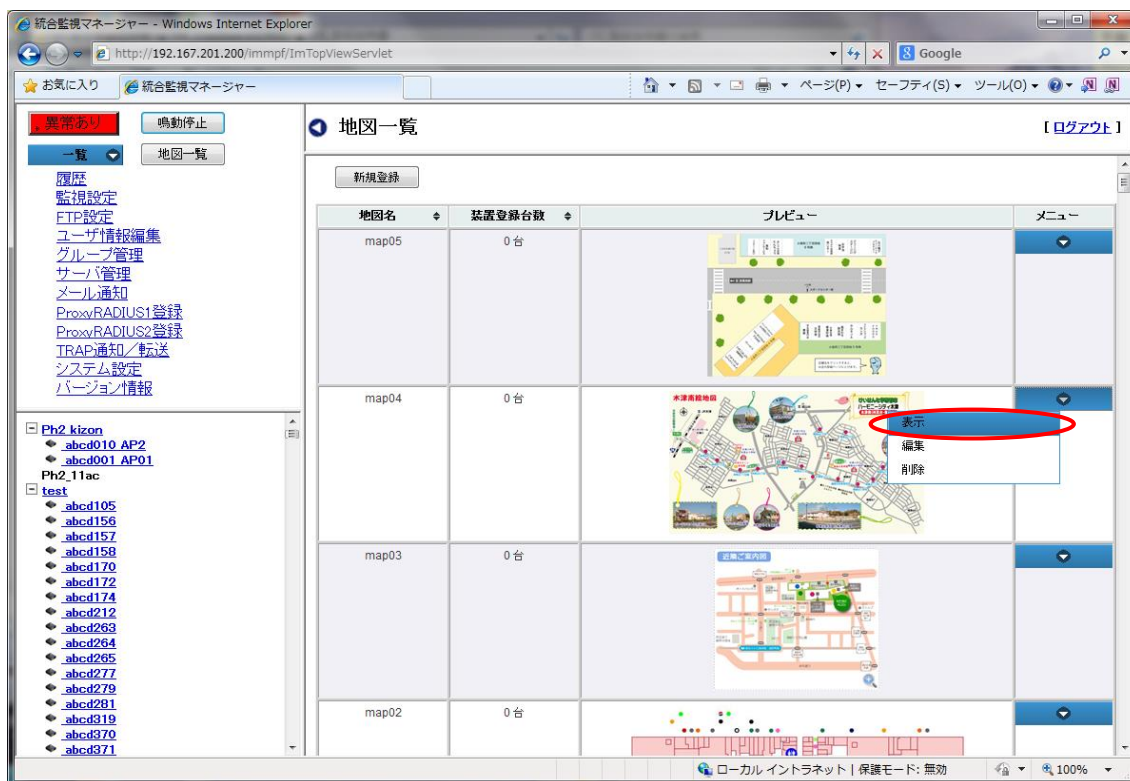 統合監視マネージャー - Windows Internet Explorer
http://192.167.201.200/immpf/ImTopViewServlet
Google
お気に入り
統合監視マネージャー
ページ(P)
セーフティ(S)
ツール(O)
異常あり
鳴動停止
一覧
地図一覧
履歴
監視設定
FTP設定
ユーザ情報編集
グループ管理
サーバ管理
メール通知
ProxyRADIUS1登録
ProxyRADIUS2登録
TRAP通知／転送
システム設定
バージョン情報
Ph2 kizon
abcd010 AP2
abcd001 AP01
Ph2_11ac
test
abcd105
abcd156
abcd157
abcd158
abcd170
abcd172
abcd174
abcd212
abcd263
abcd264
abcd265
abcd277
abcd279
abcd281
abcd319
abcd370
abcd371
地図一覧
[ ログアウト ]
新規登録
地図名 装置登録台数 プレビュー メニュー
map05 0 台
map04 0 台
木津南絵地図
表示
編集
削除
map03 0 台
近隣ご案内図
map02 0 台
ローカル イントラネット | 保護モード: 無効
100%